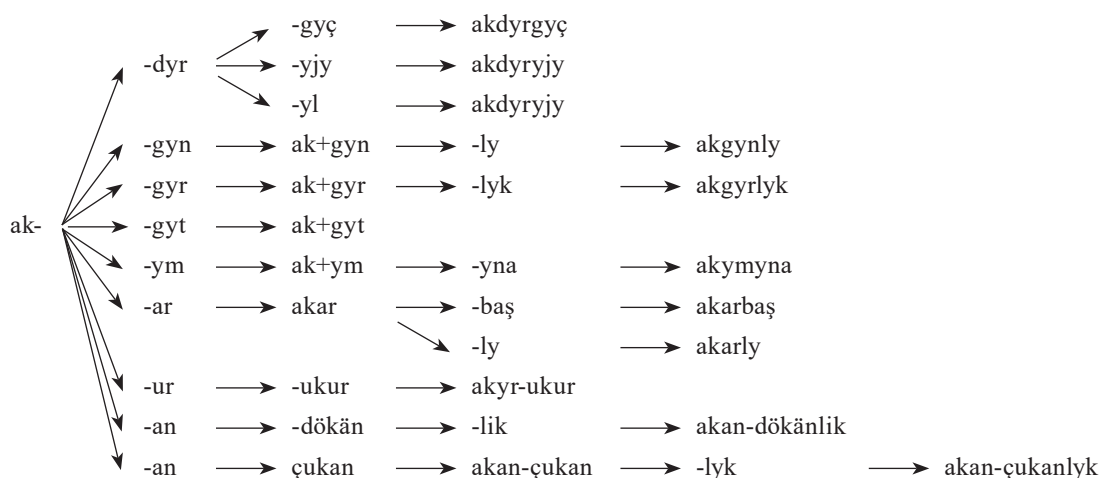 -gyç akdyrgyç
-dyr -yjy akdyryjy
-yl akdyryjy
-gyn ak+gyn -ly akgynly
-gyr ak+gyr -lyk akgyrlyk
ak- -gyt ak+gyt
-ym ak+ym -yna akymyna
-ar akar -baş akarbaş
-ly akarly
-ur -ukur akyr-ukur
-an -dökän -lik akan-dökänlik
-an çukan akan-çukan -lyk akan-çukanlyk